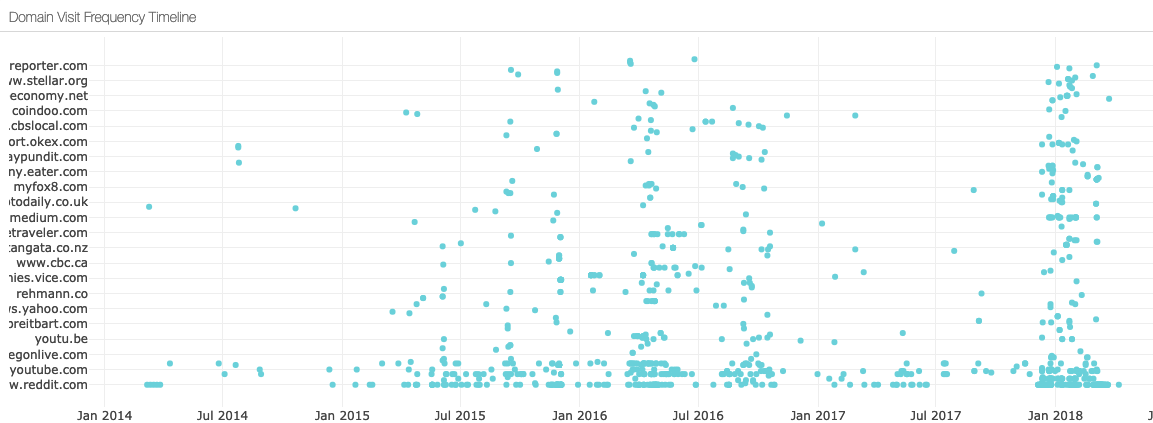 Domain Visit Frequency Timeline
reporter.com
vw.stellar.org
economy.net
coindoo.com
.cbslocal.com
ort.okex.com
aypundit.com
ny.eater.com
myfox8.com
otodaily.co.uk
medium.com
etraveler.com
tangata.co.nz
www.cbc.ca
nies.vice.com
rehmann.co
vs.yahoo.com
breitbart.com
youtu.be
egonlive.com
youtube.com
w.reddit.com
Jan 2014 Jul 2014 Jan 2015 Jul 2015 Jan 2016 Jul 2016 Jan 2017 Jul 2017 Jan 2018 J